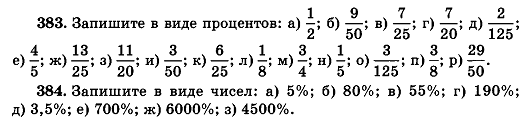 383. Запишите в виде процентов: а) 1/2; б) 9/50; в) 7/25; г) 7/20; д) 2/125;
е) 4/5; ж) 13/25; з) 11/20; и) 3/50; к) 6/25; л) 1/8; м) 3/4; н) 1/5; о) 3/125; п) 3/8; р) 29/50.
384. Запишите в виде чисел: а) 5%; б) 80%; в) 55%; г) 190%;
д) 3,5%; е) 700%; ж) 6000%; з) 4500%.